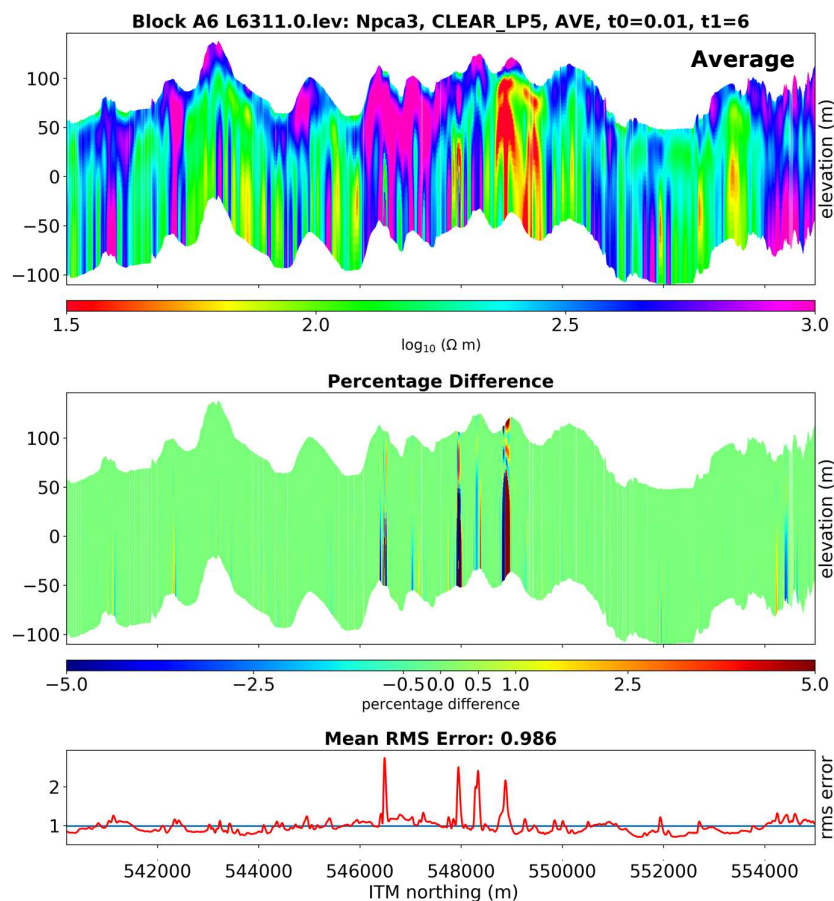 Block A6 L6311.0.lev: Npca3, CLEAR_LP5, AVE, t0=0.01, t1=6
Average
100
50
0
−50
−100
elevation (m)
1.5 2.0 2.5 3.0
log₁₀ (Ω m)
Percentage Difference
100
50
0
−50
−100
elevation (m)
−5.0 −2.5 −0.5 0.0 0.5 1.0 2.5 5.0
percentage difference
Mean RMS Error: 0.986
2
1
rms error
542000 544000 546000 548000 550000 552000 554000
ITM northing (m)